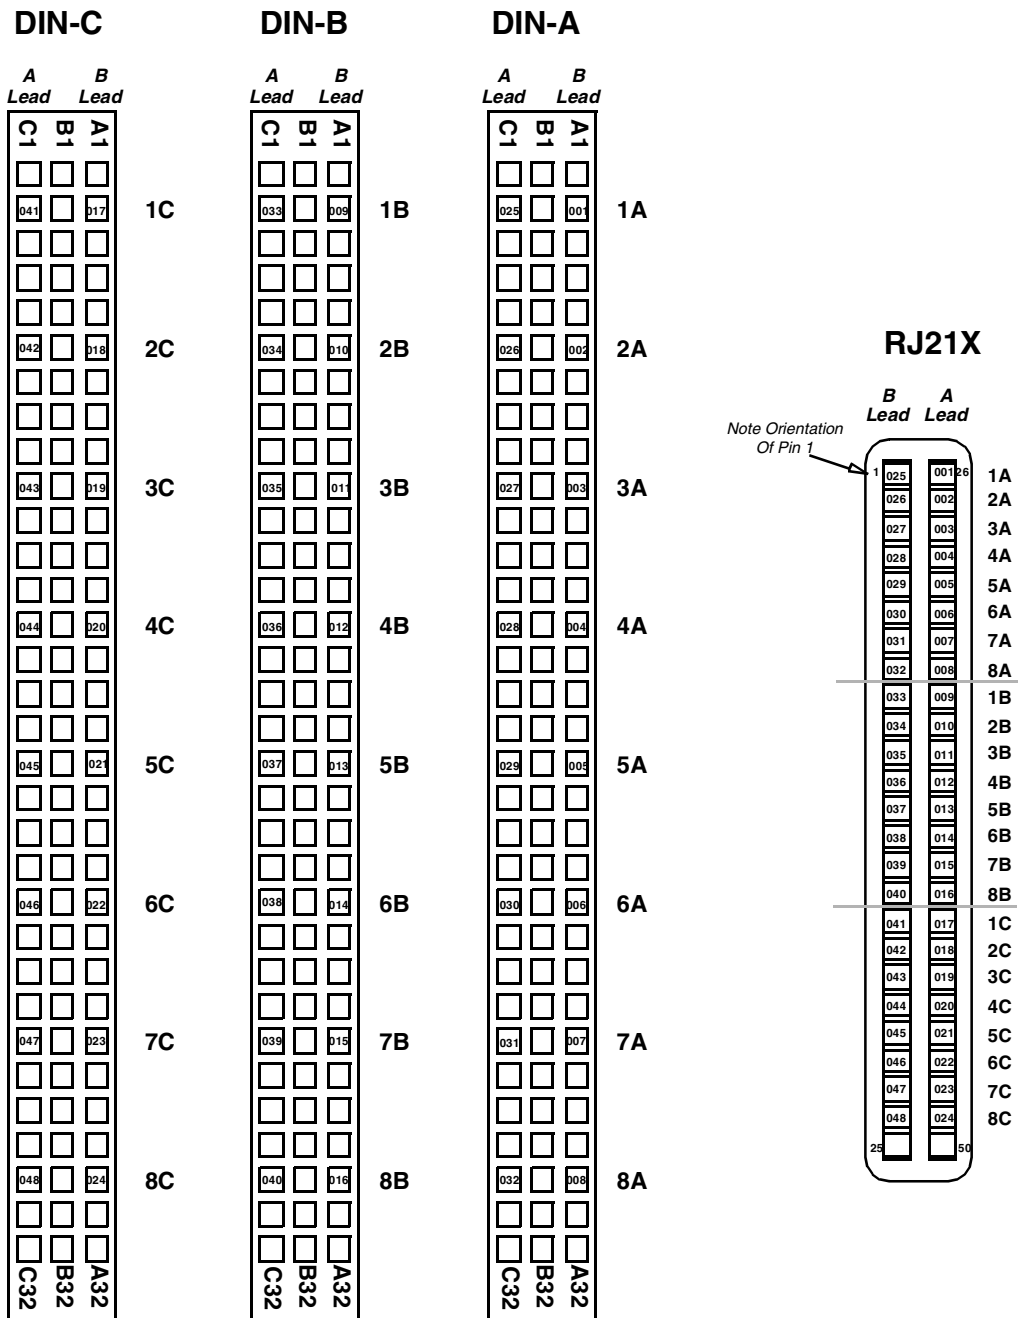 DIN-C DIN-B DIN-A
A B A B A B
Lead Lead Lead Lead Lead Lead
C1 B1 A1 C1 B1 A1 C1 B1 A1
041 017 1C 033 009 1B 025 001 1A
042 018 2C 034 010 2B 026 002 2A
043 019 3C 035 011 3B 027 003 3A
044 020 4C 036 012 4B 028 004 4A
045 021 5C 037 013 5B 029 005 5A
046 022 6C 038 014 6B 030 006 6A
047 023 7C 039 015 7B 031 007 7A
048 024 8C 040 016 8B 032 008 8A
C32 B32 A32 C32 B32 A32 C32 B32 A32
RJ21X
B A
Lead Lead
Note Orientation
Of Pin 1
1 025 001 26 1A
026 002 2A
027 003 3A
028 004 4A
029 005 5A
030 006 6A
031 007 7A
032 008 8A
033 009 1B
034 010 2B
035 011 3B
036 012 4B
037 013 5B
038 014 6B
039 015 7B
040 016 8B
041 017 1C
042 018 2C
043 019 3C
044 020 4C
045 021 5C
046 022 6C
047 023 7C
048 024 8C
25 50